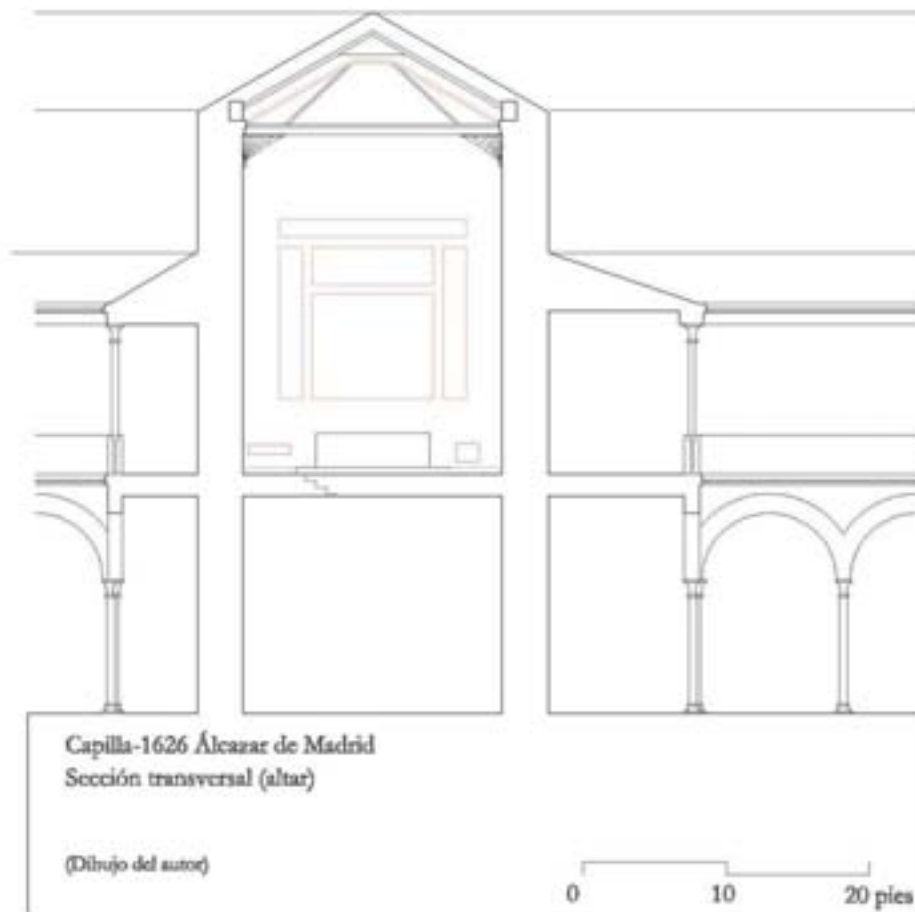 Capilla-1626 Álcazar de Madrid
Sección transversal (altar)
(Dibujo del autor)
0 10 20 pies